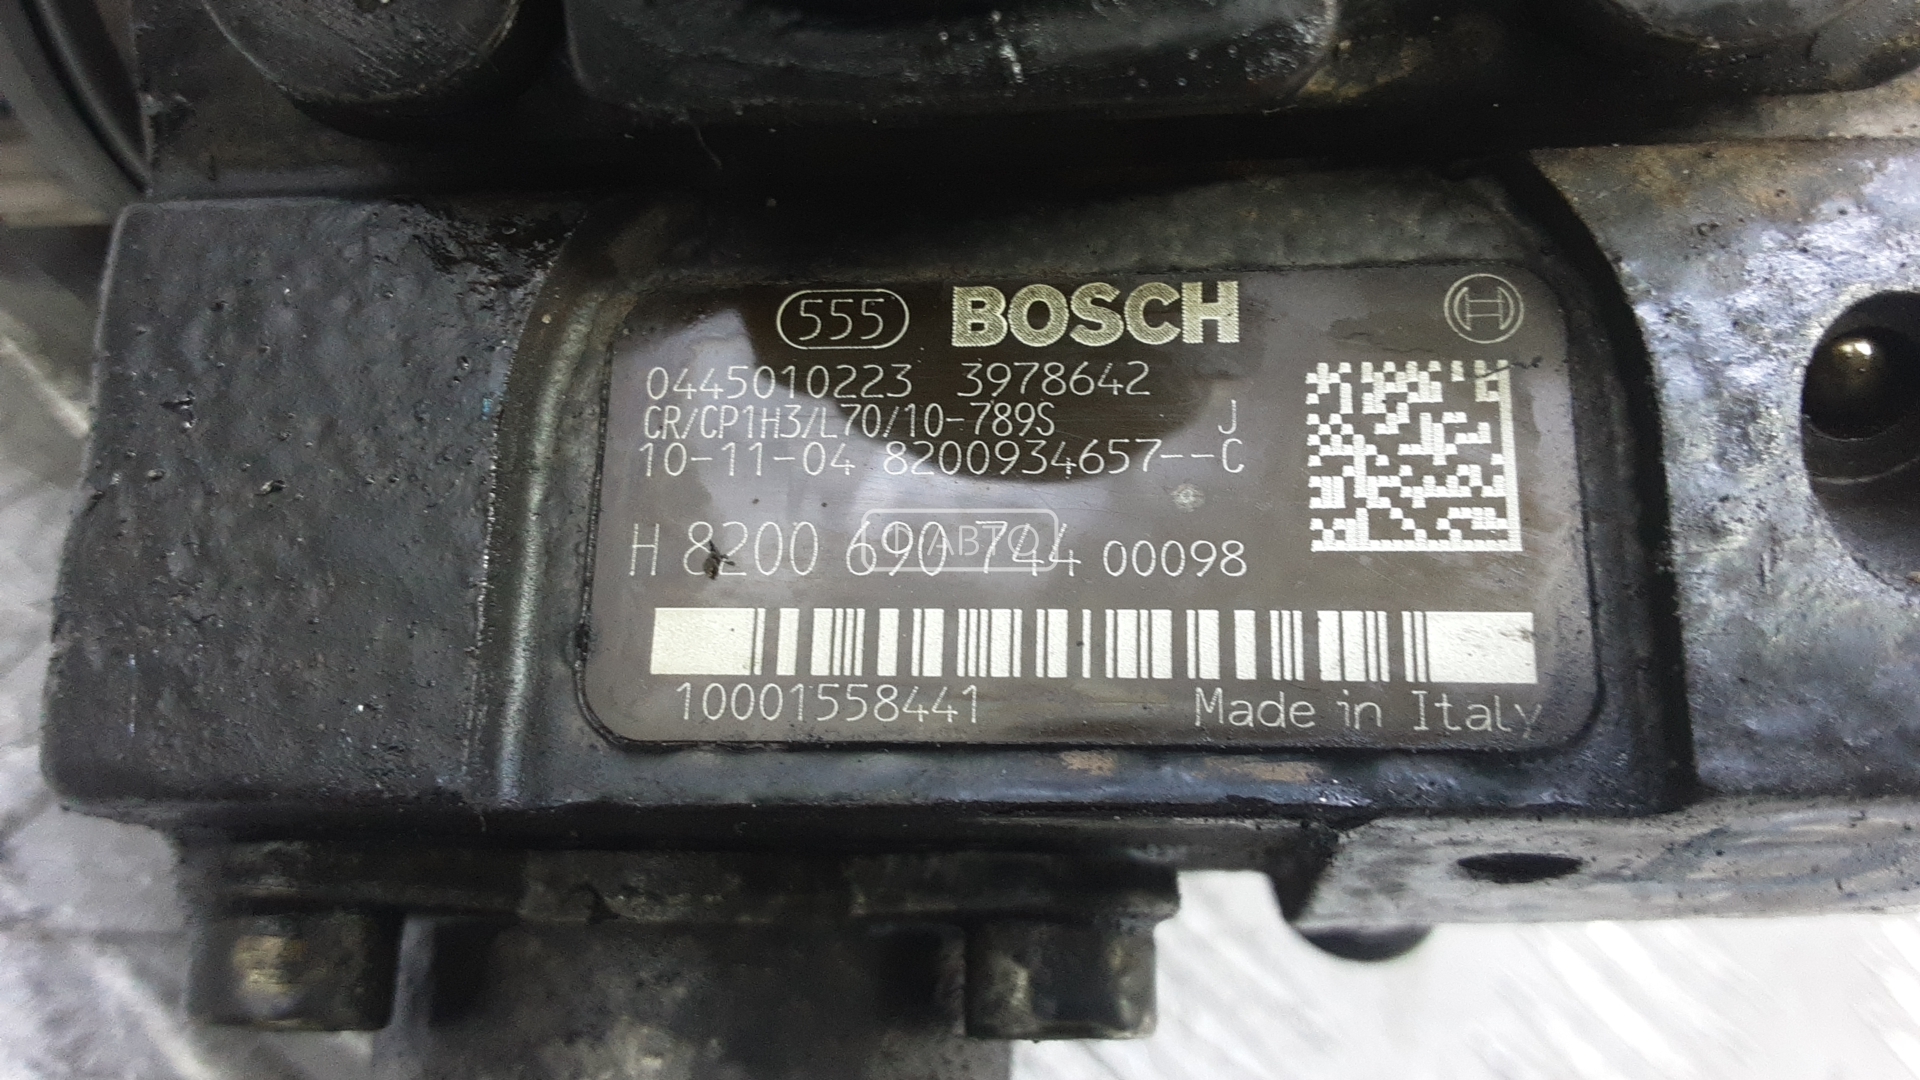 555 BOSCH
0445010223 3978642
CR/CP1H3/L70/10-789S J
10-11-04 8200934657--C
H 8200 690 744 00098
АВТО
10001558441
Made in Italy